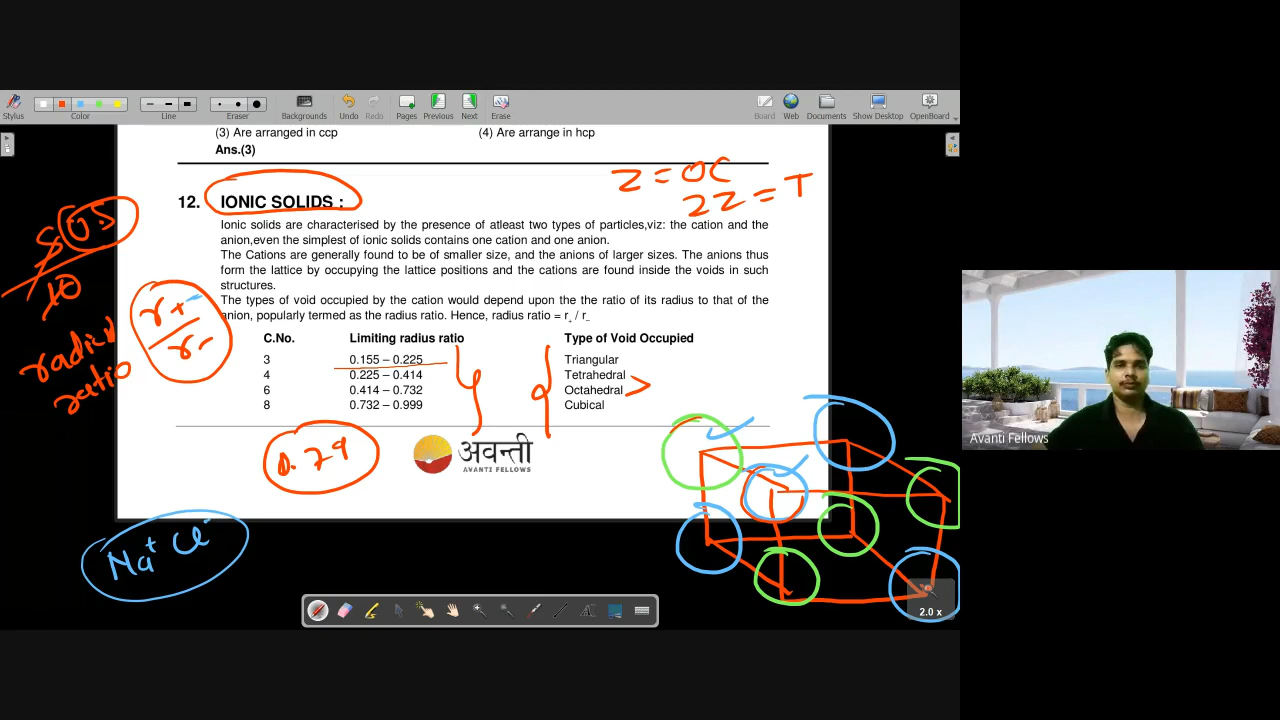 Stylus
Color
Line
Eraser
Backgrounds
Undo
Redo
Pages
Previous
Next
Erase
Board
Web
Documents
Show Desktop
OpenBoard
(3) Are arranged in ccp (4) Are arrange in hcp
Ans.(3)
Z = OC
2Z = T
12. IONIC SOLIDS :
Ionic solids are characterised by the presence of atleast two types of particles,viz: the cation and the
anion,even the simplest of ionic solids contains one cation and one anion.
The Cations are generally found to be of smaller size, and the anions of larger sizes. The anions thus
form the lattice by occupying the lattice positions and the cations are found inside the voids in such
structures.
The types of void occupied by the cation would depend upon the the ratio of its radius to that of the
anion, popularly termed as the radius ratio. Hence, radius ratio = r+ / r–
C.No. Limiting radius ratio Type of Void Occupied
3 0.155 – 0.225 Triangular
4 0.225 – 0.414 Tetrahedral
6 0.414 – 0.732 Octahedral
8 0.732 – 0.999 Cubical
5
10
0.5
r+
r-
radius
ratio
0.79
अवन्ती
AVANTI FELLOWS
Na+ Cl-
2.0 x
Avanti Fellows